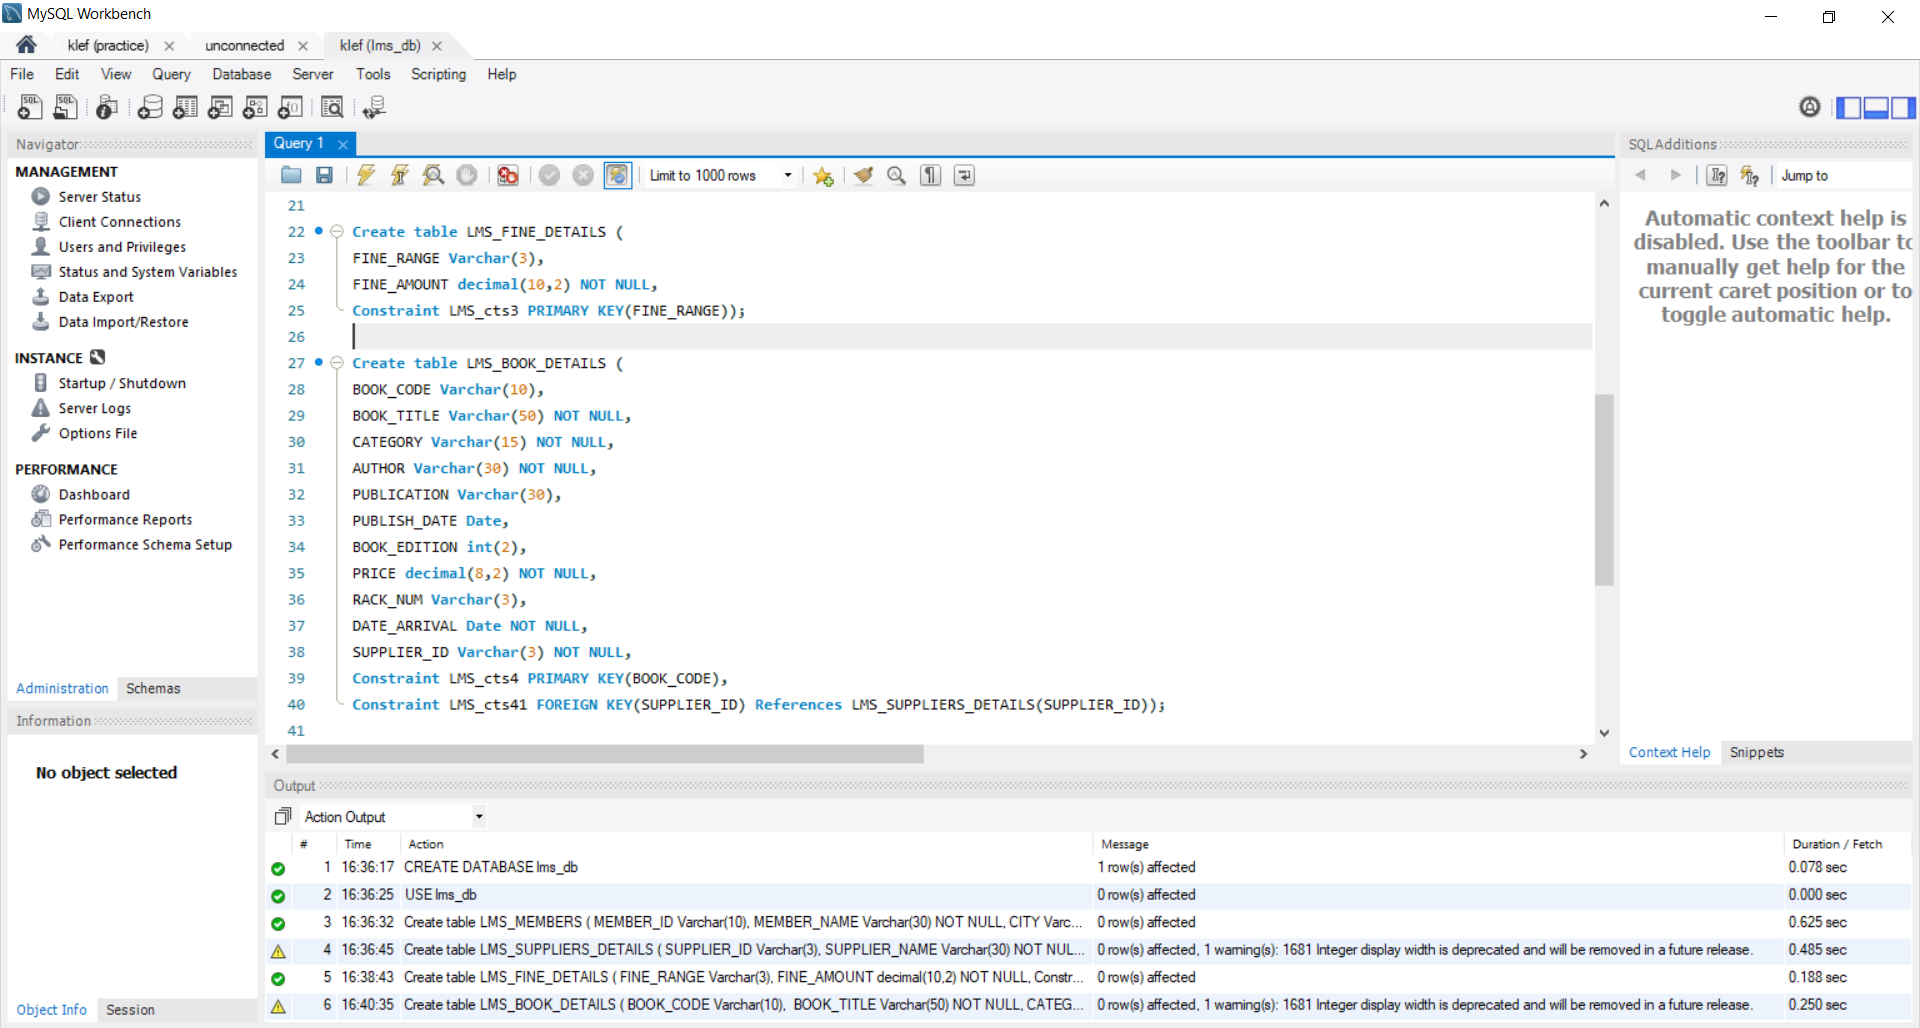 MySQL Workbench
klef (practice)
unconnected
klef (lms_db)
File Edit View Query Database Server Tools Scripting Help
Navigator
MANAGEMENT
Server Status
Client Connections
Users and Privileges
Status and System Variables
Data Export
Data Import/Restore
INSTANCE
Startup / Shutdown
Server Logs
Options File
PERFORMANCE
Dashboard
Performance Reports
Performance Schema Setup
Administration Schemas
Information
No object selected
Object Info Session
Query 1
Limit to 1000 rows
21
22 Create table LMS_FINE_DETAILS (
23 FINE_RANGE Varchar(3),
24 FINE_AMOUNT decimal(10,2) NOT NULL,
25 Constraint LMS_cts3 PRIMARY KEY(FINE_RANGE));
26
27 Create table LMS_BOOK_DETAILS (
28 BOOK_CODE Varchar(10),
29 BOOK_TITLE Varchar(50) NOT NULL,
30 CATEGORY Varchar(15) NOT NULL,
31 AUTHOR Varchar(30) NOT NULL,
32 PUBLICATION Varchar(30),
33 PUBLISH_DATE Date,
34 BOOK_EDITION int(2),
35 PRICE decimal(8,2) NOT NULL,
36 RACK_NUM Varchar(3),
37 DATE_ARRIVAL Date NOT NULL,
38 SUPPLIER_ID Varchar(3) NOT NULL,
39 Constraint LMS_cts4 PRIMARY KEY(BOOK_CODE),
40 Constraint LMS_cts41 FOREIGN KEY(SUPPLIER_ID) References LMS_SUPPLIERS_DETAILS(SUPPLIER_ID));
41
SQLAdditions
Jump to
Automatic context help is
disabled. Use the toolbar to
manually get help for the
current caret position or to
toggle automatic help.
Context Help Snippets
Output
Action Output
# Time Action Message Duration / Fetch
1 16:36:17 CREATE DATABASE lms_db 1 row(s) affected 0.078 sec
2 16:36:25 USE lms_db 0 row(s) affected 0.000 sec
3 16:36:32 Create table LMS_MEMBERS ( MEMBER_ID Varchar(10), MEMBER_NAME Varchar(30) NOT NULL, CITY Varc... 0 row(s) affected 0.625 sec
4 16:36:45 Create table LMS_SUPPLIERS_DETAILS ( SUPPLIER_ID Varchar(3), SUPPLIER_NAME Varchar(30) NOT NUL... 0 row(s) affected, 1 warning(s): 1681 Integer display width is deprecated and will be removed in a future release. 0.485 sec
5 16:38:43 Create table LMS_FINE_DETAILS ( FINE_RANGE Varchar(3), FINE_AMOUNT decimal(10,2) NOT NULL, Constr... 0 row(s) affected 0.188 sec
6 16:40:35 Create table LMS_BOOK_DETAILS ( BOOK_CODE Varchar(10), BOOK_TITLE Varchar(50) NOT NULL, CATEG... 0 row(s) affected, 1 warning(s): 1681 Integer display width is deprecated and will be removed in a future release. 0.250 sec